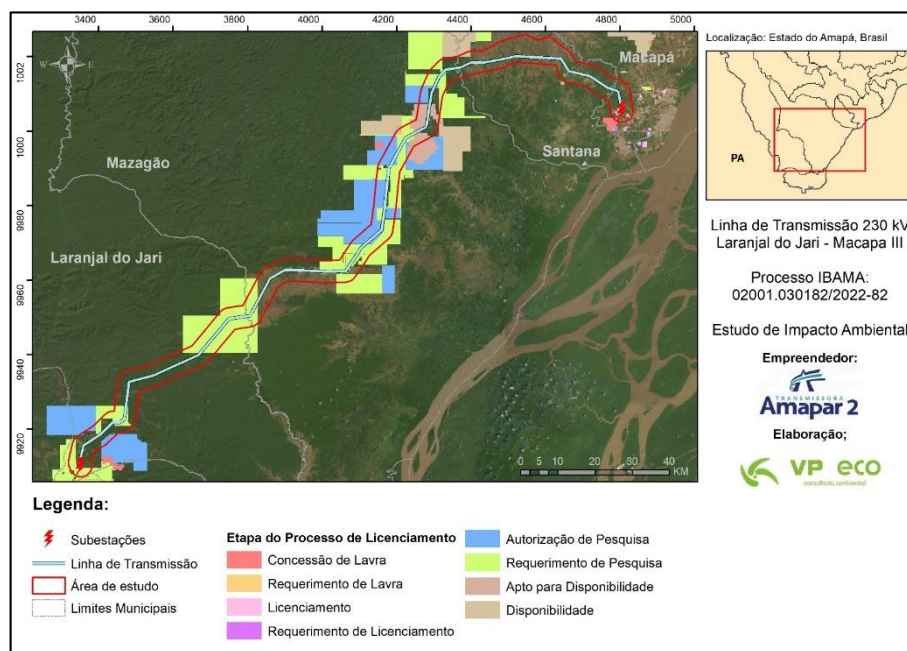 3400 3600 3800 4000 4200 4400 4600 4800 5000
1002
1000
9980
9960
9940
9920
W E
Macapá
Santana
Mazagão
Laranjal do Jari
0 5 10 20 30 40
KM
Localização: Estado do Amapá, Brasil
PA
Linha de Transmissão 230 kV
Laranjal do Jari - Macapa III
Processo IBAMA:
02001.030182/2022-82
Estudo de Impacto Ambiental
Empreendedor:
TRANSMISSORA
Amapar 2
Elaboração;
VP eco
consultoria ambiental
Legenda:
Subestações
Linha de Transmissão
Área de estudo
Limites Municipais
Etapa do Processo de Licenciamento
Concessão de Lavra
Requerimento de Lavra
Licenciamento
Requerimento de Licenciamento
Autorização de Pesquisa
Requerimento de Pesquisa
Apto para Disponibilidade
Disponibilidade